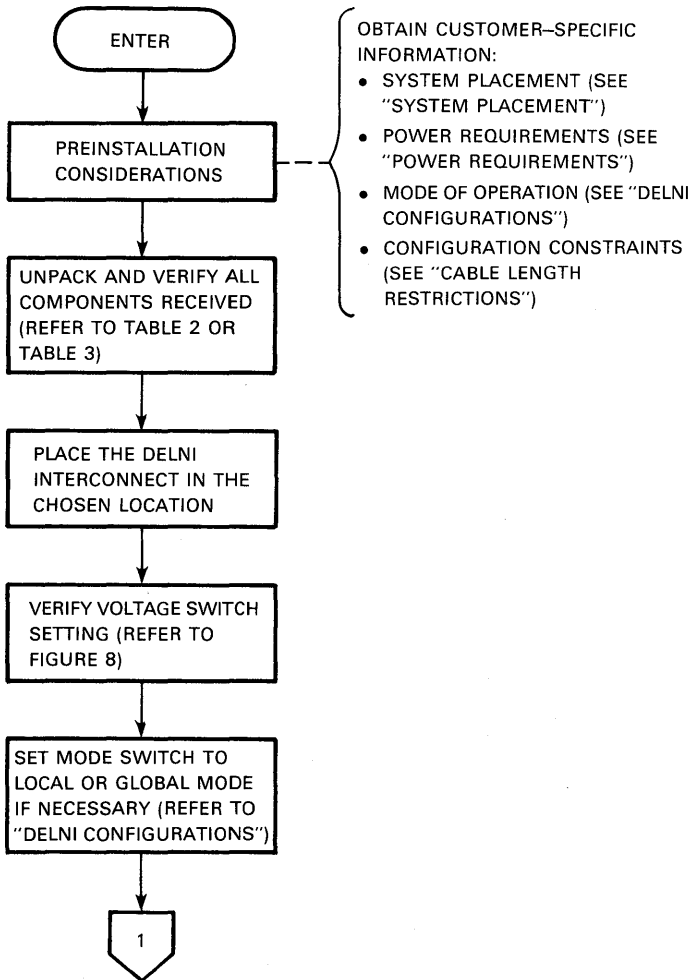 ENTER
PREINSTALLATION
CONSIDERATIONS
OBTAIN CUSTOMER–SPECIFIC
INFORMATION:
• SYSTEM PLACEMENT (SEE
"SYSTEM PLACEMENT")
• POWER REQUIREMENTS (SEE
"POWER REQUIREMENTS")
• MODE OF OPERATION (SEE "DELNI
CONFIGURATIONS")
• CONFIGURATION CONSTRAINTS
(SEE "CABLE LENGTH
RESTRICTIONS")
UNPACK AND VERIFY ALL
COMPONENTS RECEIVED
(REFER TO TABLE 2 OR
TABLE 3)
PLACE THE DELNI
INTERCONNECT IN THE
CHOSEN LOCATION
VERIFY VOLTAGE SWITCH
SETTING (REFER TO
FIGURE 8)
SET MODE SWITCH TO
LOCAL OR GLOBAL MODE
IF NECESSARY (REFER TO
"DELNI CONFIGURATIONS")
1